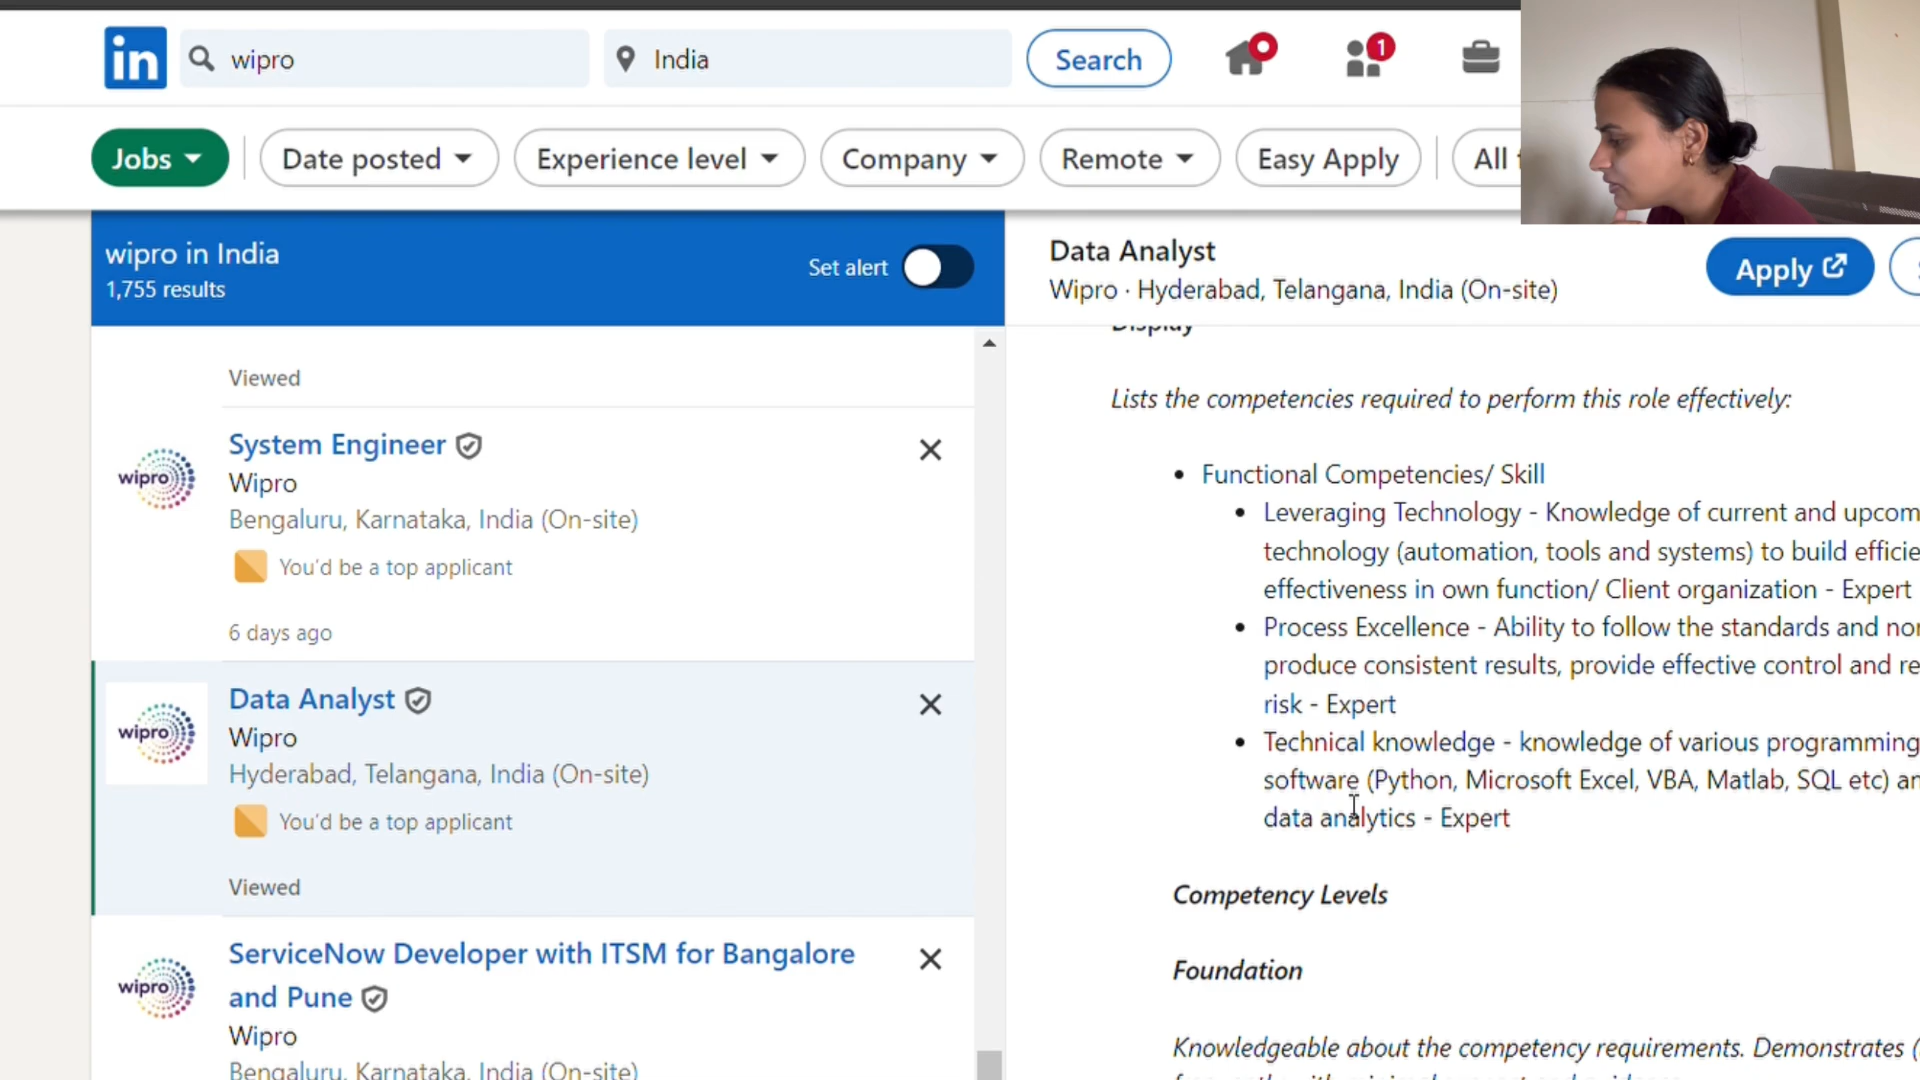 in
wipro
India
Search
1
Jobs
Date posted
Experience level
Company
Remote
Easy Apply
All
wipro in India
1,755 results
Set alert
Viewed
System Engineer
wipro
Wipro
Bengaluru, Karnataka, India (On-site)
You'd be a top applicant
6 days ago
Data Analyst
wipro
Wipro
Hyderabad, Telangana, India (On-site)
You'd be a top applicant
Viewed
ServiceNow Developer with ITSM for Bangalore
and Pune
wipro
Wipro
Bengaluru, Karnataka, India (On-site)
Data Analyst
Wipro · Hyderabad, Telangana, India (On-site)
Apply
Display
Lists the competencies required to perform this role effectively:
• Functional Competencies/ Skill
• Leveraging Technology - Knowledge of current and upcom
technology (automation, tools and systems) to build efficie
effectiveness in own function/ Client organization - Expert
• Process Excellence - Ability to follow the standards and nor
produce consistent results, provide effective control and re
risk - Expert
• Technical knowledge - knowledge of various programming
software (Python, Microsoft Excel, VBA, Matlab, SQL etc) an
data analytics - Expert
Competency Levels
Foundation
Knowledgeable about the competency requirements. Demonstrates (